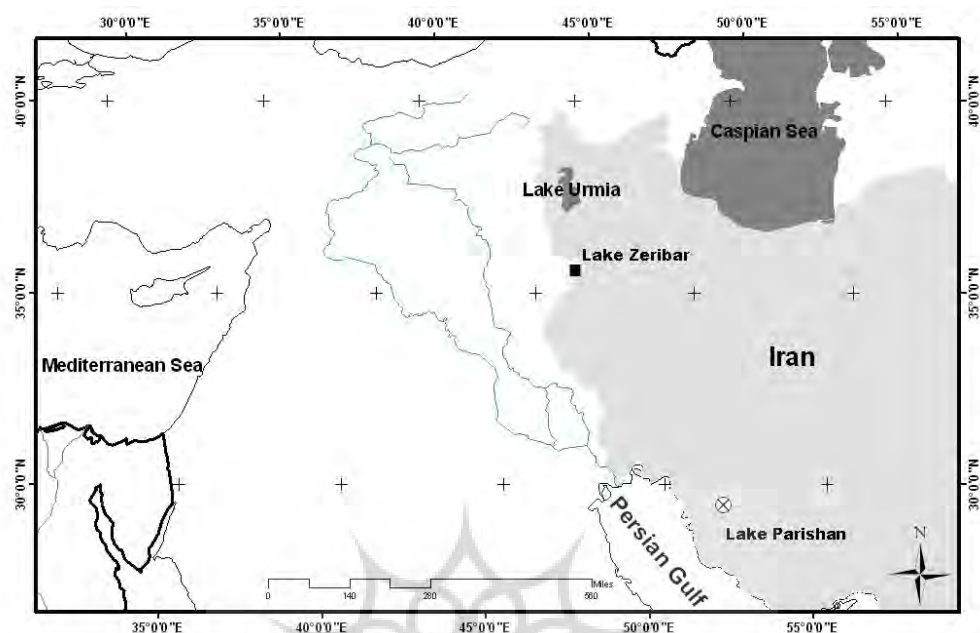 30°0'0"E 35°0'0"E 40°0'0"E 45°0'0"E 50°0'0"E 55°0'0"E
40°0'0"N 40°0'0"N
Caspian Sea
Lake Urmia
Lake Zeribar
35°0'0"N 35°0'0"N
Iran
Mediterranean Sea
30°0'0"N 30°0'0"N
Persian Gulf
Lake Parishan
N
Miles
0 140 280 560
35°0'0"E 40°0'0"E 45°0'0"E 50°0'0"E 55°0'0"E